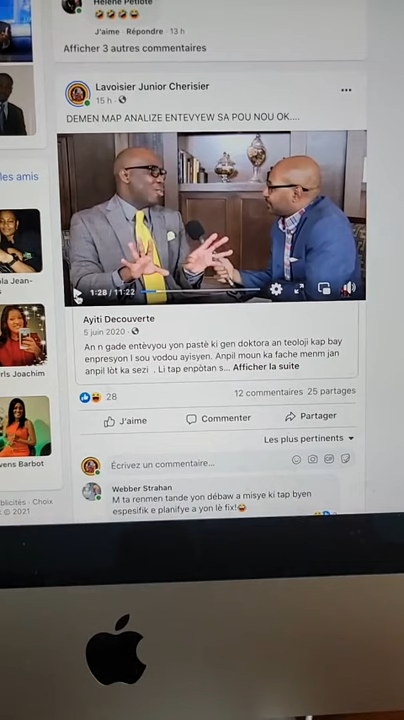 Hélène Petiote
J'aime · Répondre · 13 h
Afficher 3 autres commentaires
Lavoisier Junior Cherisier
15 h ·
DEMEN MAP ANALIZE ENTEVYEW SA POU NOU OK....
les amis
1:28 / 11:22
Ayiti Decouverte
5 juin 2020 ·
An n gade entèvyou yon pastè ki gen doktora an teoloji kap bay
enpresyon l sou vodou ayisyen. Anpil moun ka fache menm jan
anpil lòt ka sezi . Li tap enpòtan s... Afficher la suite
28
12 commentaires 25 partages
J'aime
Commenter
Partager
Les plus pertinents
Joachim
Écrivez un commentaire...
vens Barbot
Webber Strahan
M ta renmen tande yon débaw a misye ki tap byen
espesifik e planifye a yon lè fix!
Choix
© 2021